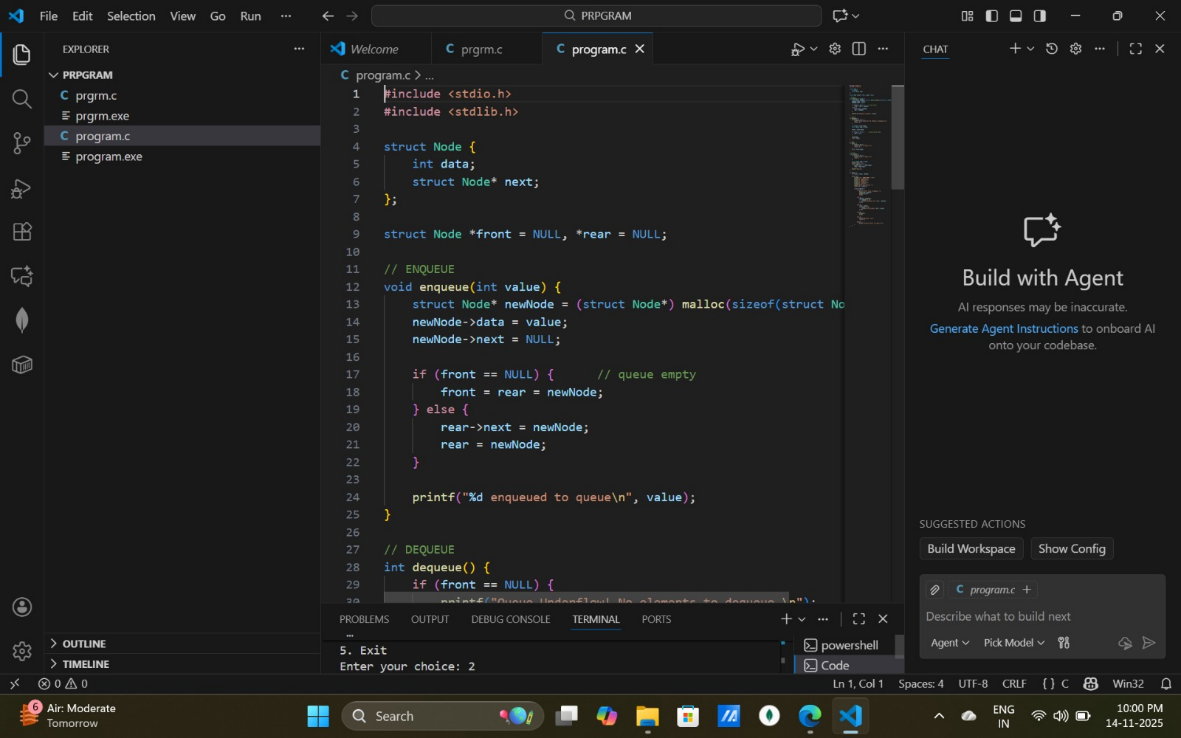 File Edit Selection View Go Run ··· PRPGRAM
EXPLORER ···
PRPGRAM
C prgrm.c
prgrm.exe
C program.c
program.exe
OUTLINE
TIMELINE
Welcome C prgrm.c C program.c
C program.c > ...
1 #include <stdio.h>
2 #include <stdlib.h>
3
4 struct Node {
5 int data;
6 struct Node* next;
7 };
8
9 struct Node *front = NULL, *rear = NULL;
10
11 // ENQUEUE
12 void enqueue(int value) {
13 struct Node* newNode = (struct Node*) malloc(sizeof(struct No
14 newNode->data = value;
15 newNode->next = NULL;
16
17 if (front == NULL) { // queue empty
18 front = rear = newNode;
19 } else {
20 rear->next = newNode;
21 rear = newNode;
22 }
23
24 printf("%d enqueued to queue\n", value);
25 }
26
27 // DEQUEUE
28 int dequeue() {
29 if (front == NULL) {
30 printf("Queue Underflow! No elements to dequeue.\n");
PROBLEMS OUTPUT DEBUG CONSOLE TERMINAL PORTS
5. Exit
Enter your choice: 2
powershell
Code
CHAT
Build with Agent
AI responses may be inaccurate.
Generate Agent Instructions to onboard AI
onto your codebase.
SUGGESTED ACTIONS
Build Workspace Show Config
C program.c +
Describe what to build next
Agent Pick Model
0 0 Ln 1, Col 1 Spaces: 4 UTF-8 CRLF {} C Win32
6 Air: Moderate
Tomorrow
Search
ENG
IN
10:00 PM
14-11-2025